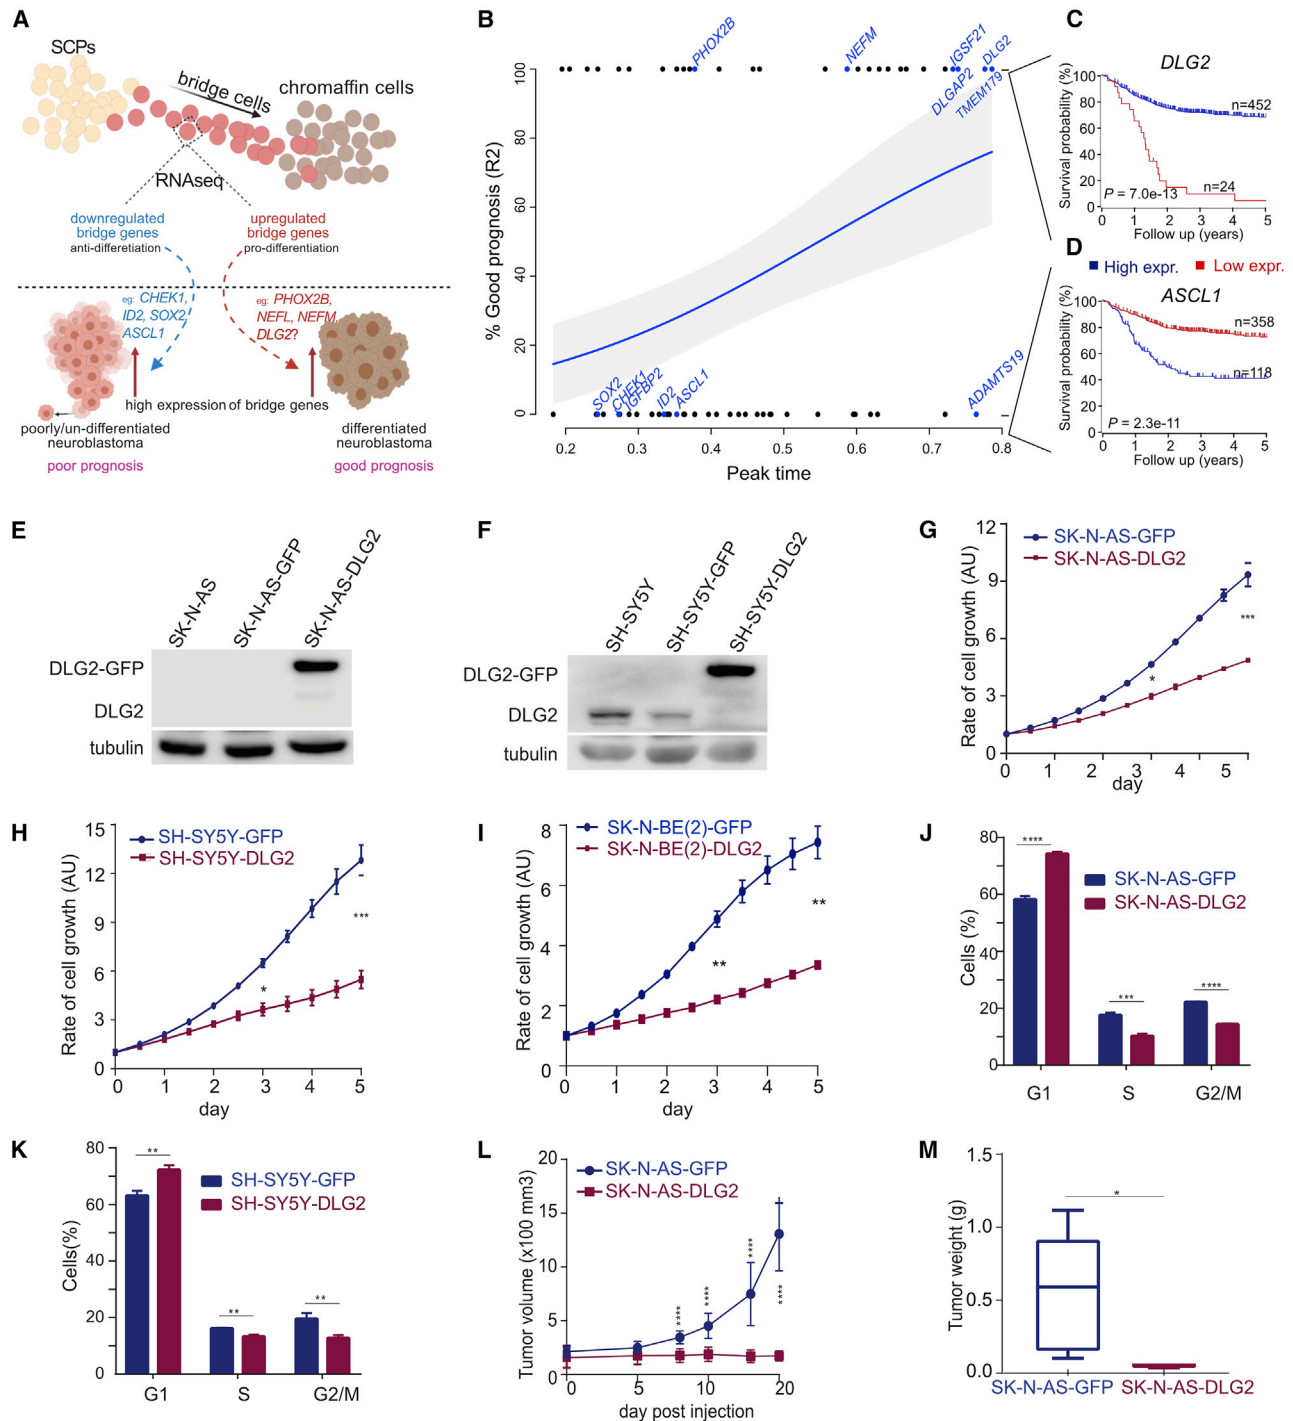 A
SCPs
bridge cells
chromaffin cells
RNAseq
downregulated
bridge genes
anti-differetiation
upregulated
bridge genes
pro-differentiation
eg: CHEK1,
ID2, SOX2,
ASCL1
eg: PHOX2B,
NEFL, NEFM,
DLG2?
high expression of bridge genes
poorly/un-differentiated
neuroblastoma
poor prognosis
differentiated
neuroblastoma
good prognosis
B
% Good prognosis (R2)
100
80
60
40
20
0
PHOX2B
NEFM
IGSF21
DLG2
DLGAP2
TMEM179
SOX2
CHEK1
IGFBP2
ID2
ASCL1
ADAMTS19
0.2 0.3 0.4 0.5 0.6 0.7 0.8
Peak time
C
DLG2
Survival probability (%)
100
80
60
40
20
0
n=452
n=24
P = 7.0e-13
0 1 2 3 4 5
Follow up (years)
D
High expr. Low expr.
ASCL1
Survival probability (%)
100
80
60
40
20
0
n=358
n=118
P = 2.3e-11
0 1 2 3 4 5
Follow up (years)
E
SK-N-AS
SK-N-AS-GFP
SK-N-AS-DLG2
DLG2-GFP
DLG2
tubulin
F
SH-SY5Y
SH-SY5Y-GFP
SH-SY5Y-DLG2
DLG2-GFP
DLG2
tubulin
G
SK-N-AS-GFP
SK-N-AS-DLG2
Rate of cell growth (AU)
12
9
6
3
0
*
***
0 1 2 3 4 5
day
H
SH-SY5Y-GFP
SH-SY5Y-DLG2
Rate of cell growth (AU)
15
12
9
6
3
0
*
***
0 1 2 3 4 5
day
I
SK-N-BE(2)-GFP
SK-N-BE(2)-DLG2
Rate of cell growth (AU)
8
6
4
2
0
**
**
0 1 2 3 4 5
day
J
SK-N-AS-GFP
SK-N-AS-DLG2
Cells (%)
80
60
40
20
0
****
***
****
G1 S G2/M
K
SH-SY5Y-GFP
SH-SY5Y-DLG2
Cells(%)
80
60
40
20
0
**
**
**
G1 S G2/M
L
SK-N-AS-GFP
SK-N-AS-DLG2
Tumor volume (x100 mm3)
20
15
10
5
0
****
****
****
****
0 5 10 20
day post injection
M
Tumor weight (g)
1.5
1.0
0.5
0.0
*
SK-N-AS-GFP SK-N-AS-DLG2